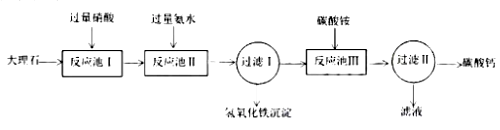 过量硝酸
过量氨水
碳酸铵
大理石
反应池Ⅰ
反应池Ⅱ
过滤Ⅰ
反应池Ⅲ
过滤Ⅱ
碳酸钙
氢氧化铁沉淀
滤液